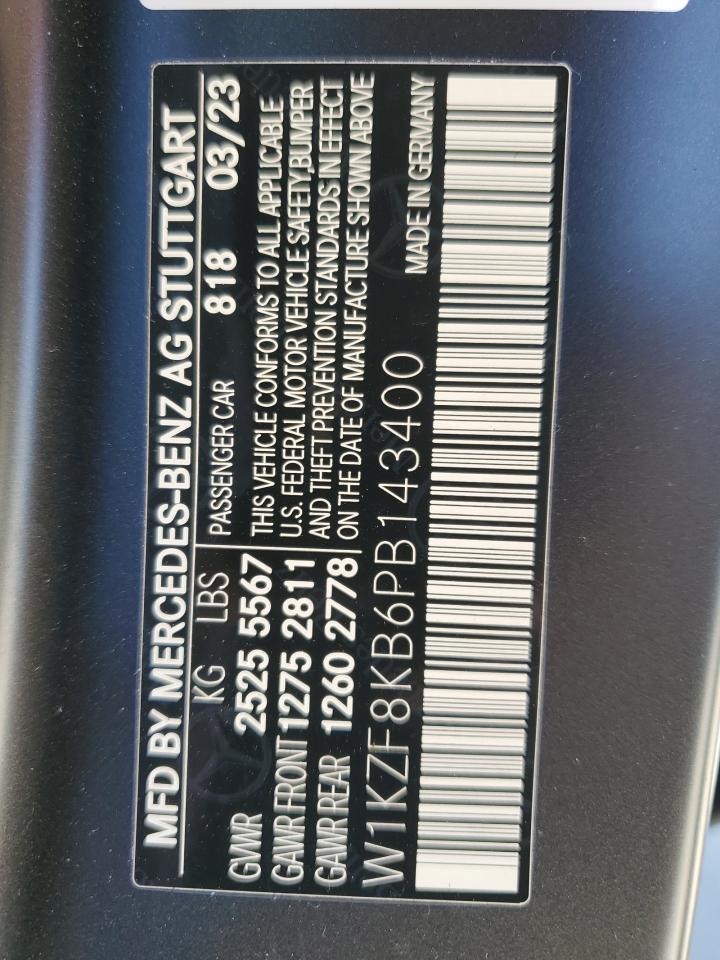 MFD BY MERCEDES-BENZ AG STUTTGART
KG LBS
GWWR 2525 5567
GAWR FRONT 1275 2811
GAWR REAR 1260 2778
PASSENGER CAR 818 03/23
THIS VEHICLE CONFORMS TO ALL APPLICABLE
U.S. FEDERAL MOTOR VEHICLE SAFETY,BUMPER
AND THEFT PREVENTION STANDARDS IN EFFECT
ON THE DATE OF MANUFACTURE SHOWN ABOVE
W1KZF8KB6PB143400
MADE IN GERMANY